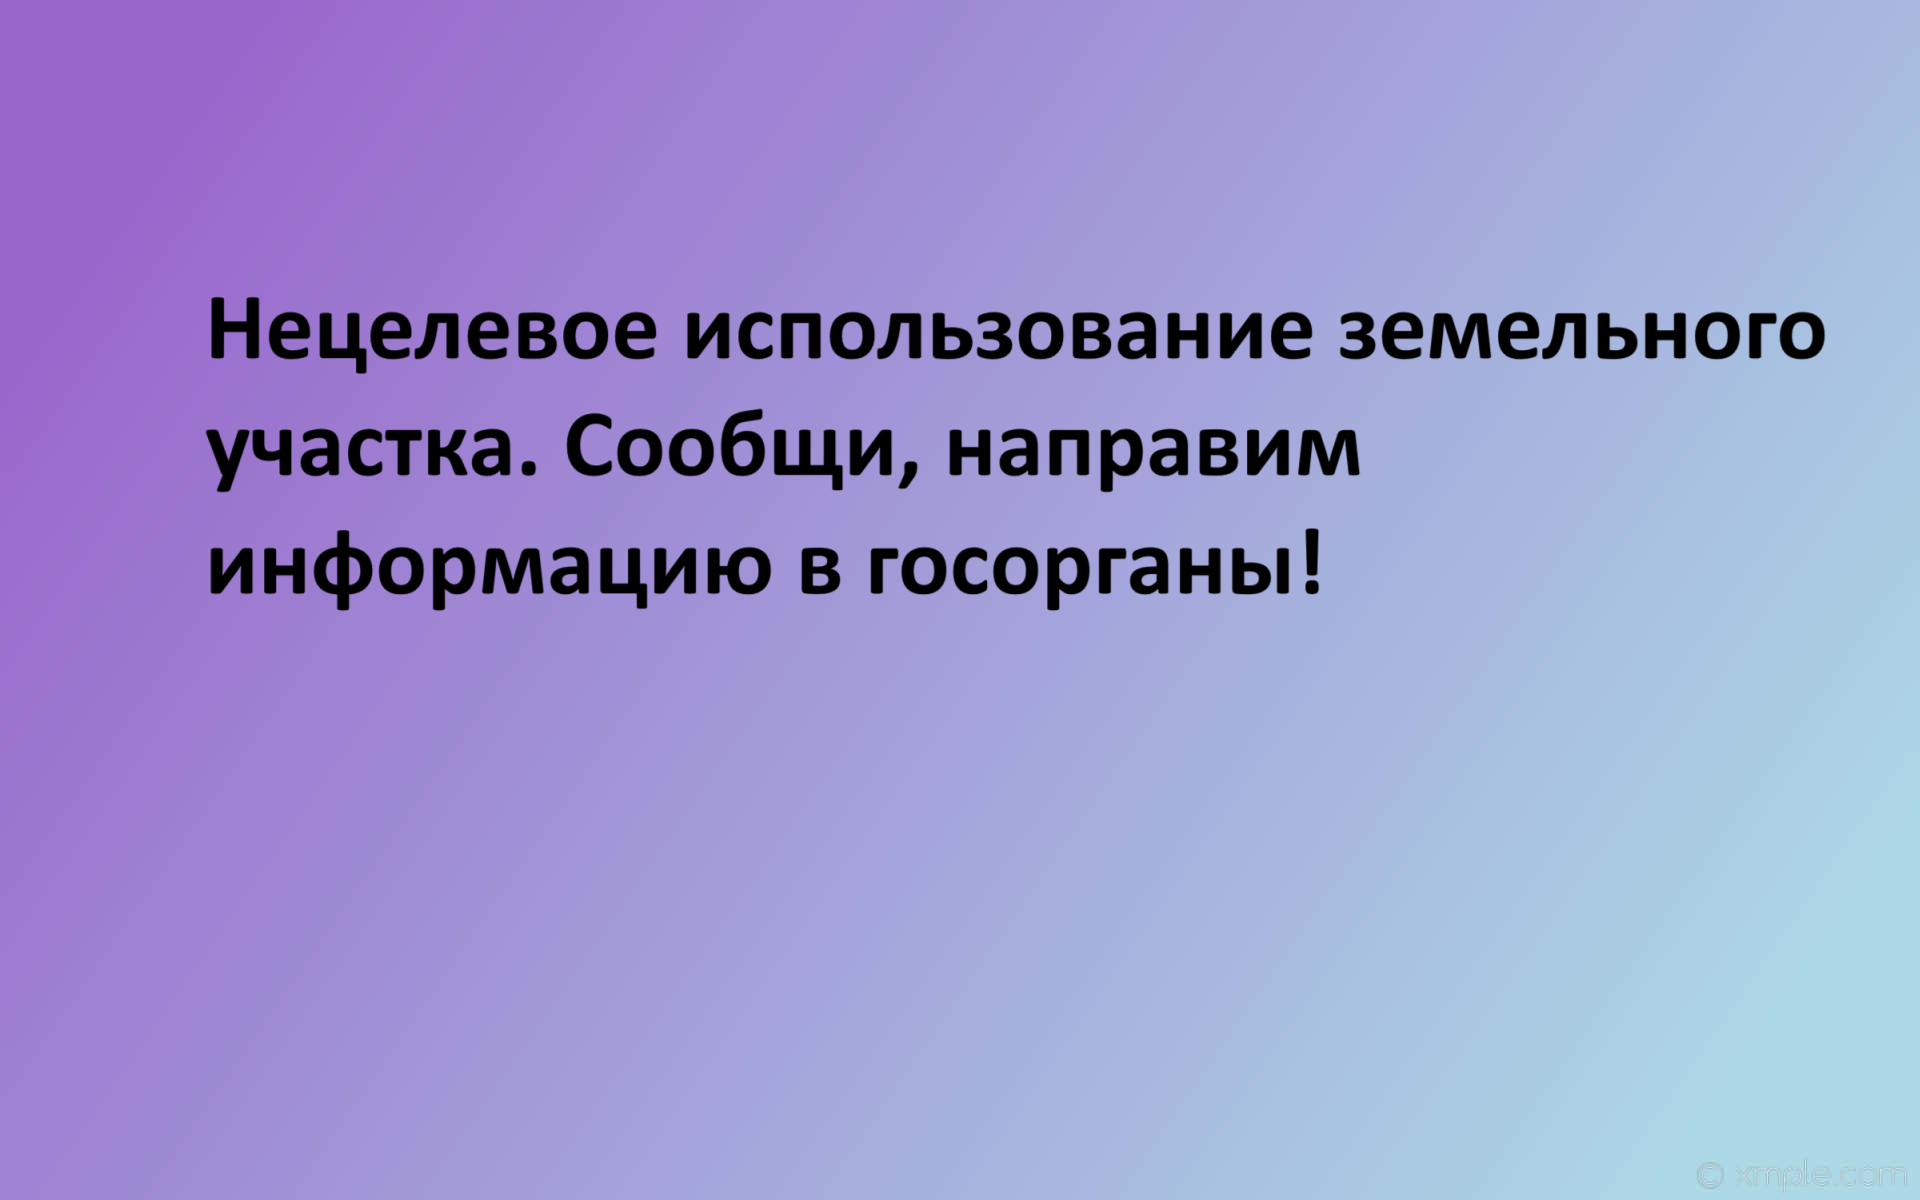 Нецелевое использование земельного
участка. Сообщи, направим
информацию в госорганы!
© xmple.com